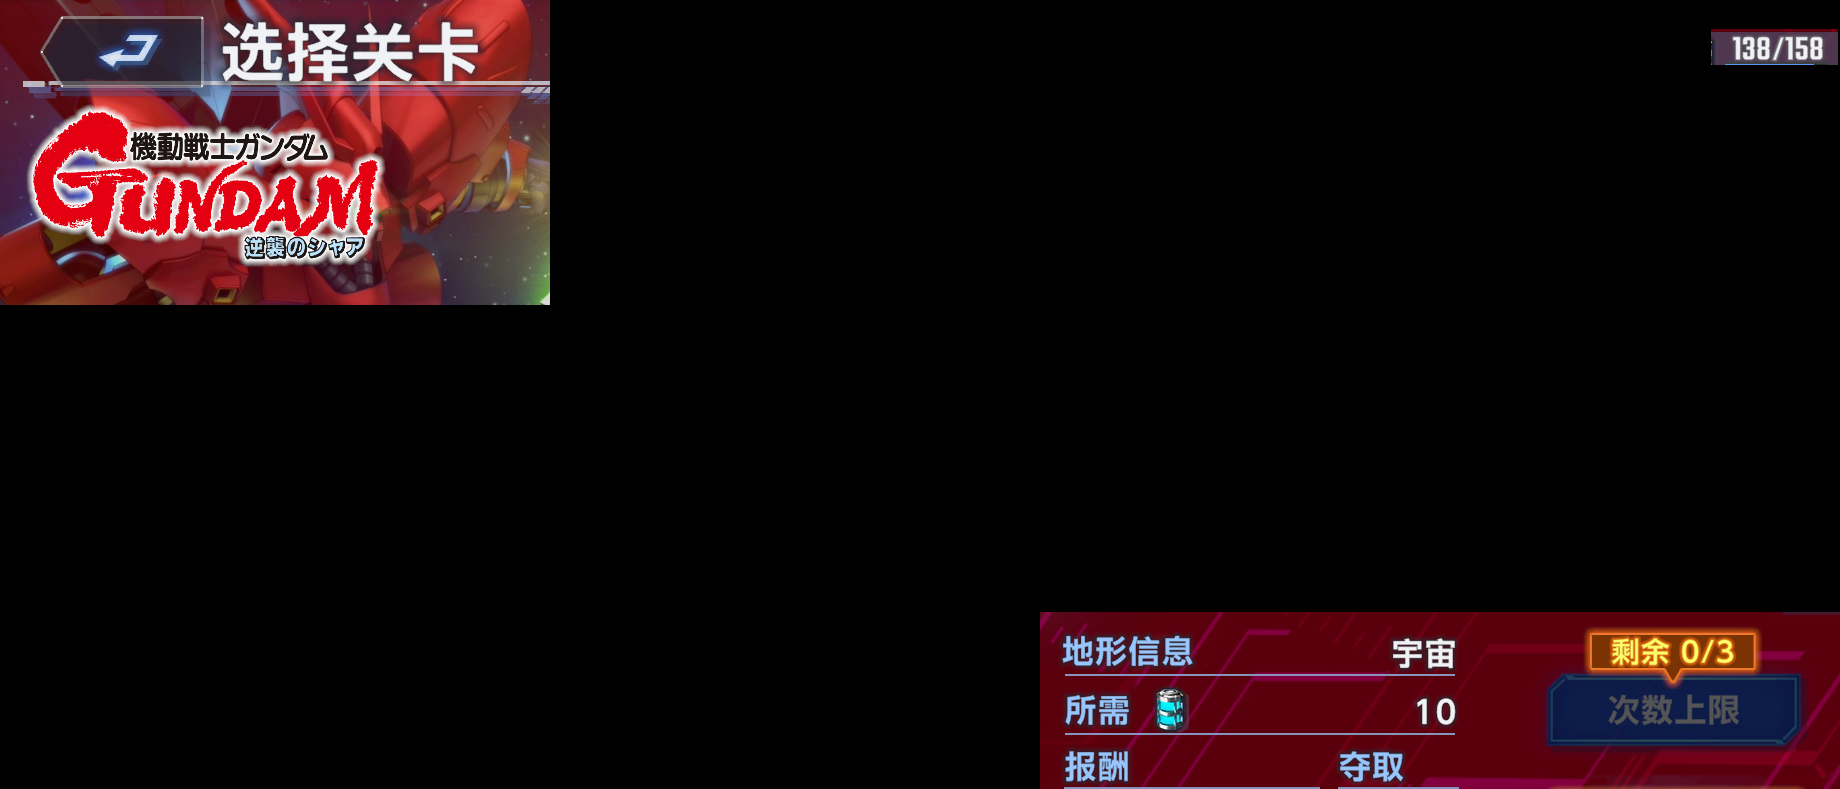 选择关卡
138/158
機動戦士ガンダム
GUNDAM
逆襲のシャア
地形信息 宇宙
剩余 0/3
所需 10
次数上限
报酬 夺取